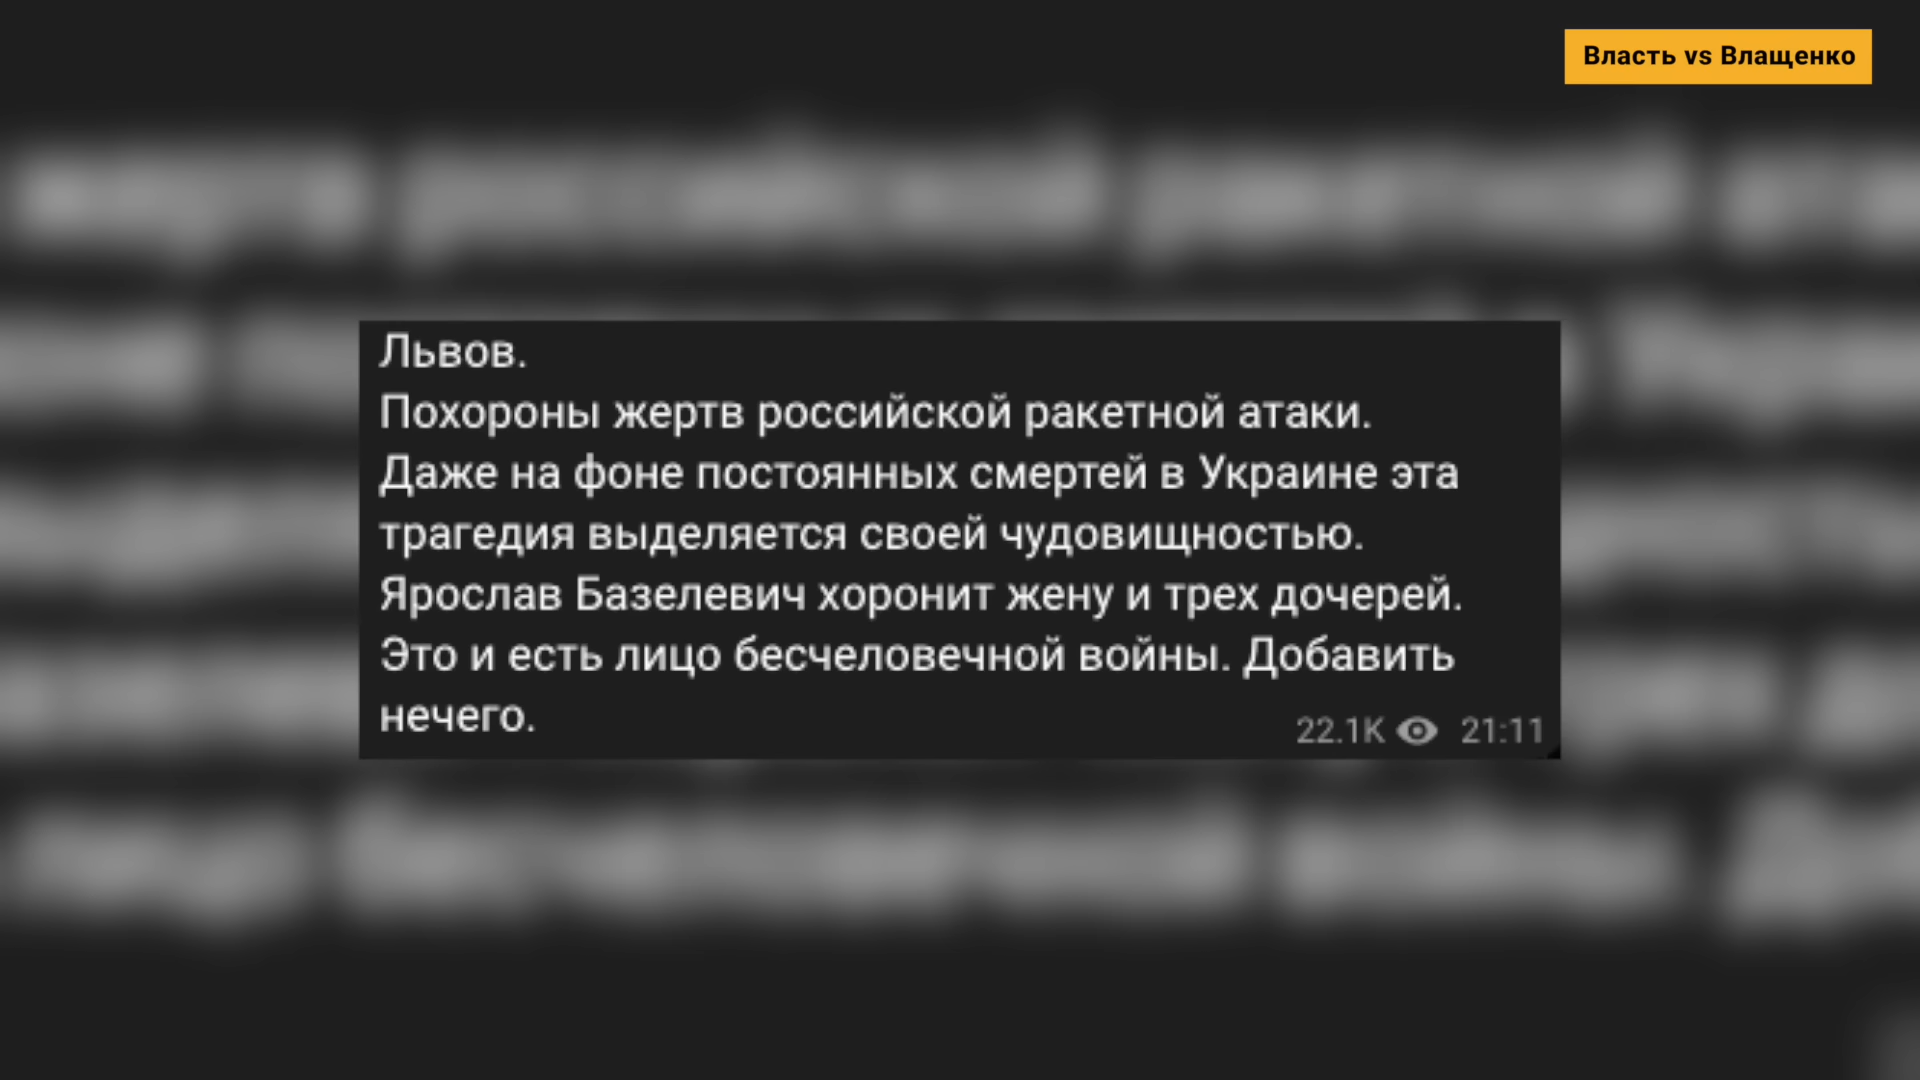 Власть vs Влащенко
Львов.
Похороны жертв российской ракетной атаки.
Даже на фоне постоянных смертей в Украине эта
трагедия выделяется своей чудовищностью.
Ярослав Базелевич хоронит жену и трех дочерей.
Это и есть лицо бесчеловечной войны. Добавить
нечего.
22.1K 21:11